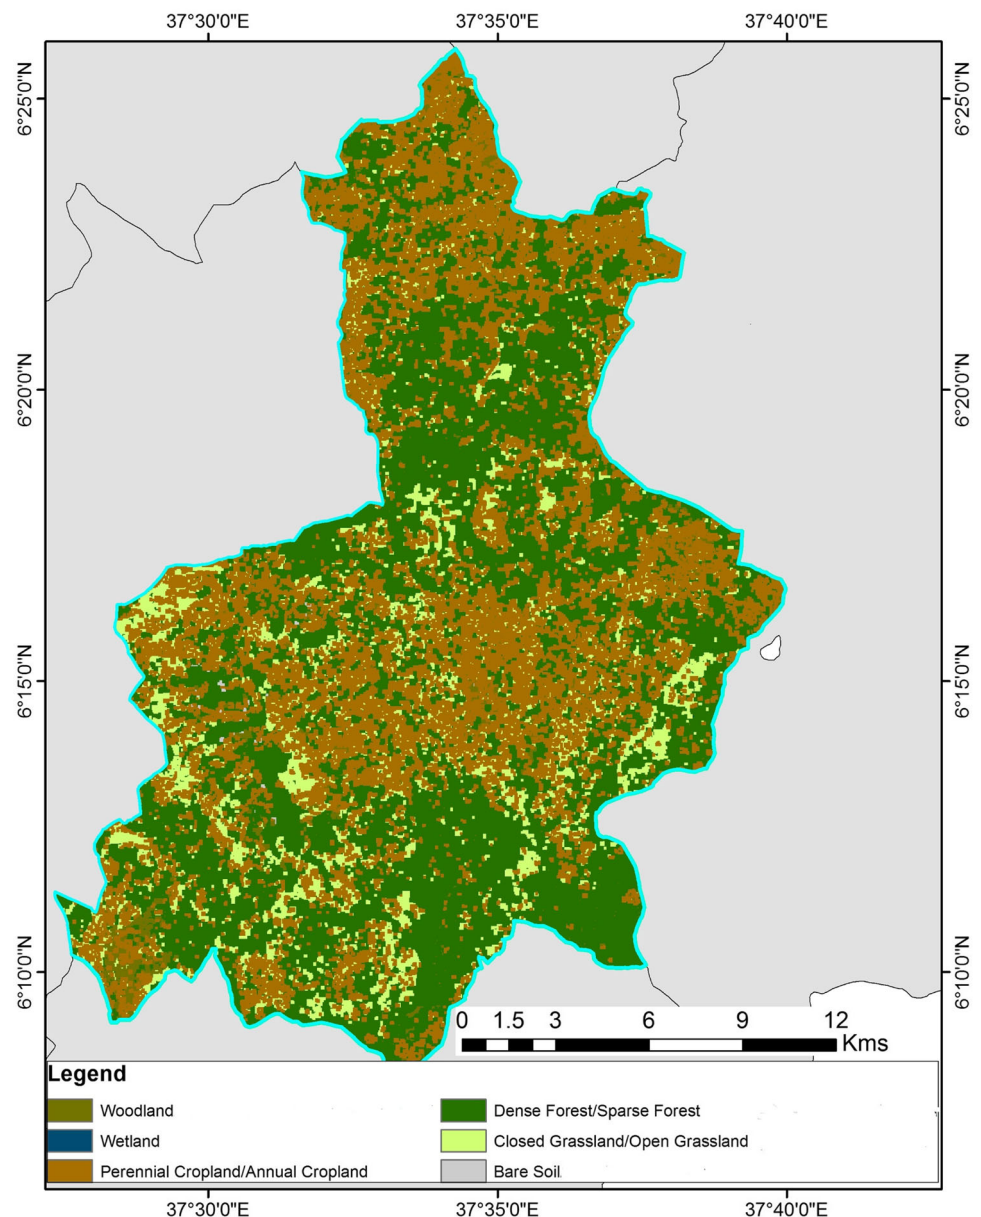 37°30'0"E 37°35'0"E 37°40'0"E
6°25'0"N 6°25'0"N
6°20'0"N 6°20'0"N
6°15'0"N 6°15'0"N
6°10'0"N 6°10'0"N
0 1.5 3 6 9 12
Kms
Legend
Woodland Dense Forest/Sparse Forest
Wetland Closed Grassland/Open Grassland
Perennial Cropland/Annual Cropland Bare Soil
37°30'0"E 37°35'0"E 37°40'0"E